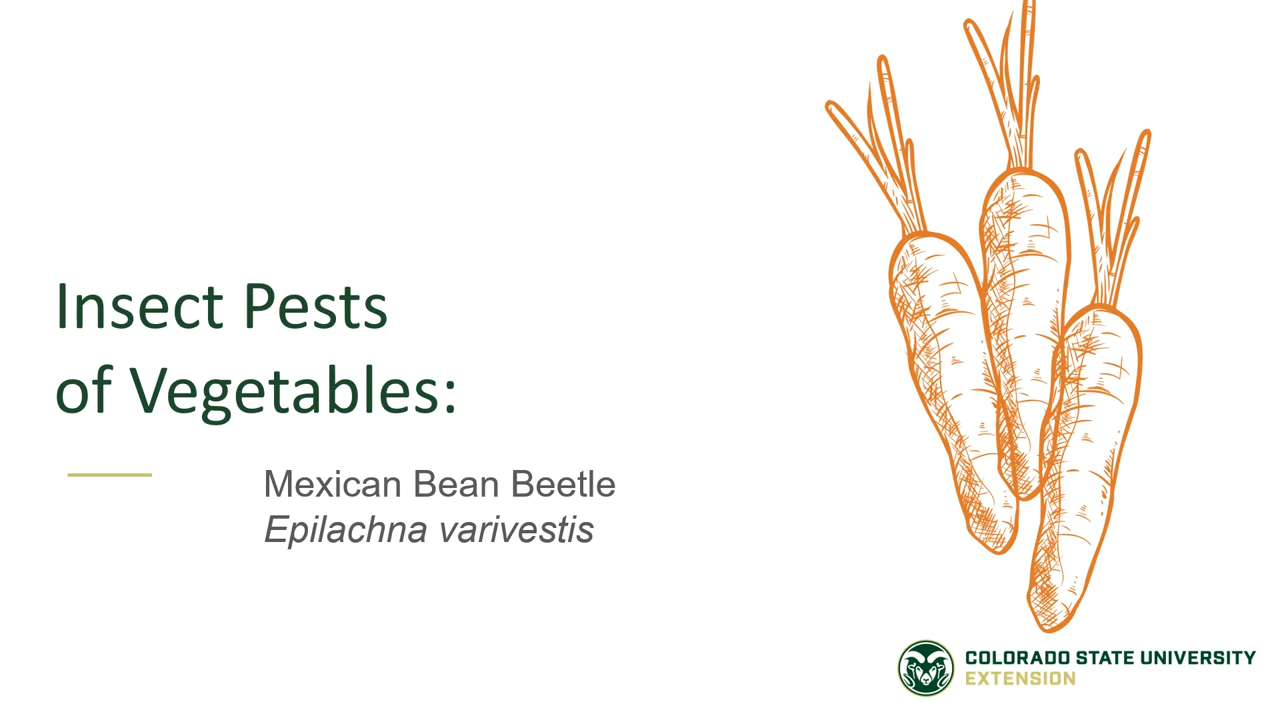 Insect Pests
of Vegetables:
Mexican Bean Beetle
Epilachna varivestis
COLORADO STATE UNIVERSITY
EXTENSION